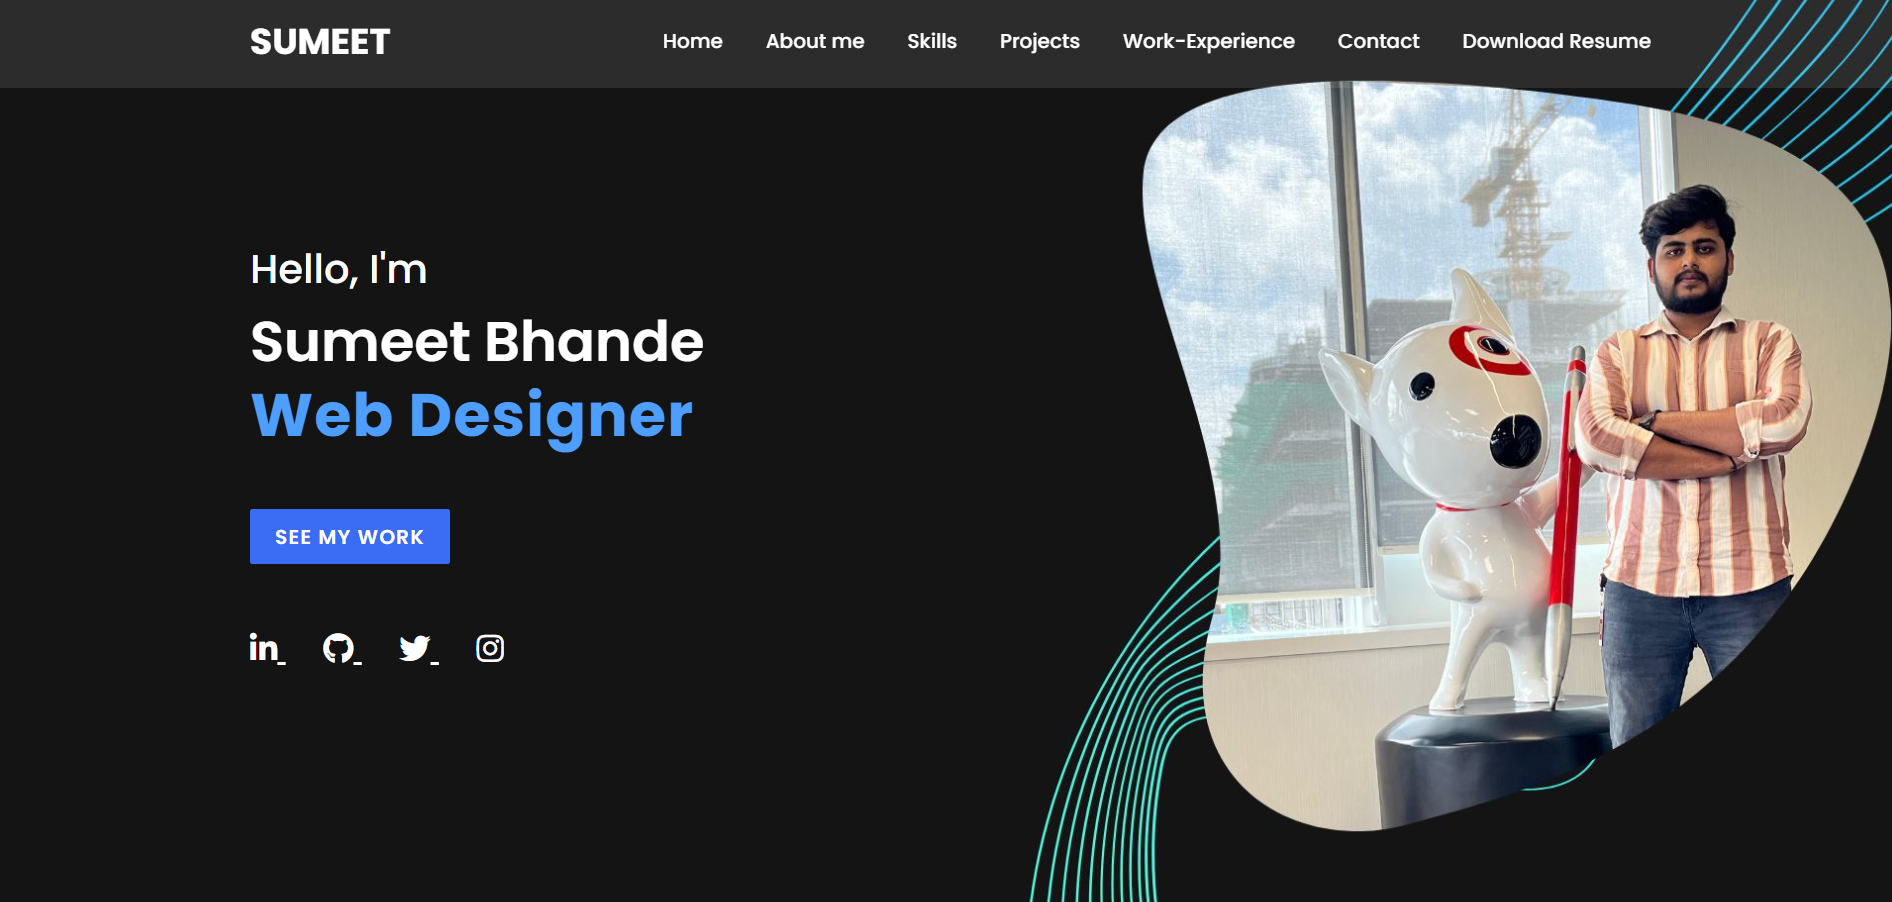 SUMEET
Home About me Skills Projects Work-Experience Contact Download Resume
Hello, I'm
Sumeet Bhande
Web Designer
SEE MY WORK